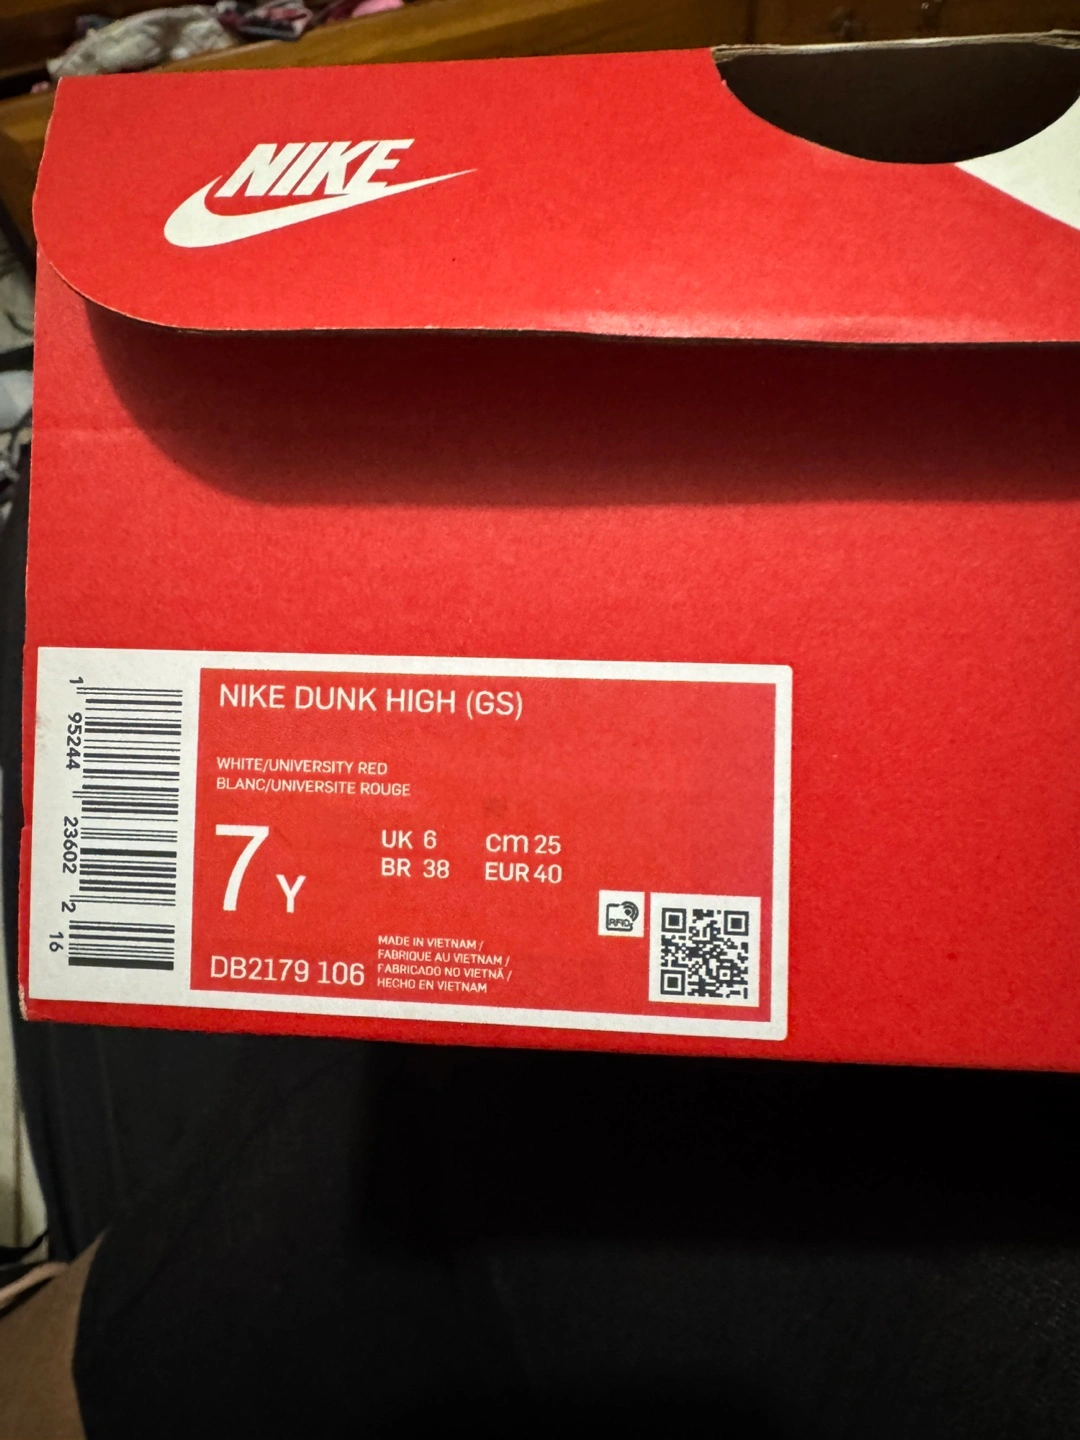 NIKE
NIKE DUNK HIGH (GS)
WHITE/UNIVERSITY RED
BLANC/UNIVERSITE ROUGE
7 Y
UK 6 cm 25
BR 38 EUR 40
DB2179 106
MADE IN VIETNAM /
FABRIQUE AU VIETNAM /
FABRICADO NO VIETNÃ /
HECHO EN VIETNAM
RFID
1 95244 23602 2 16